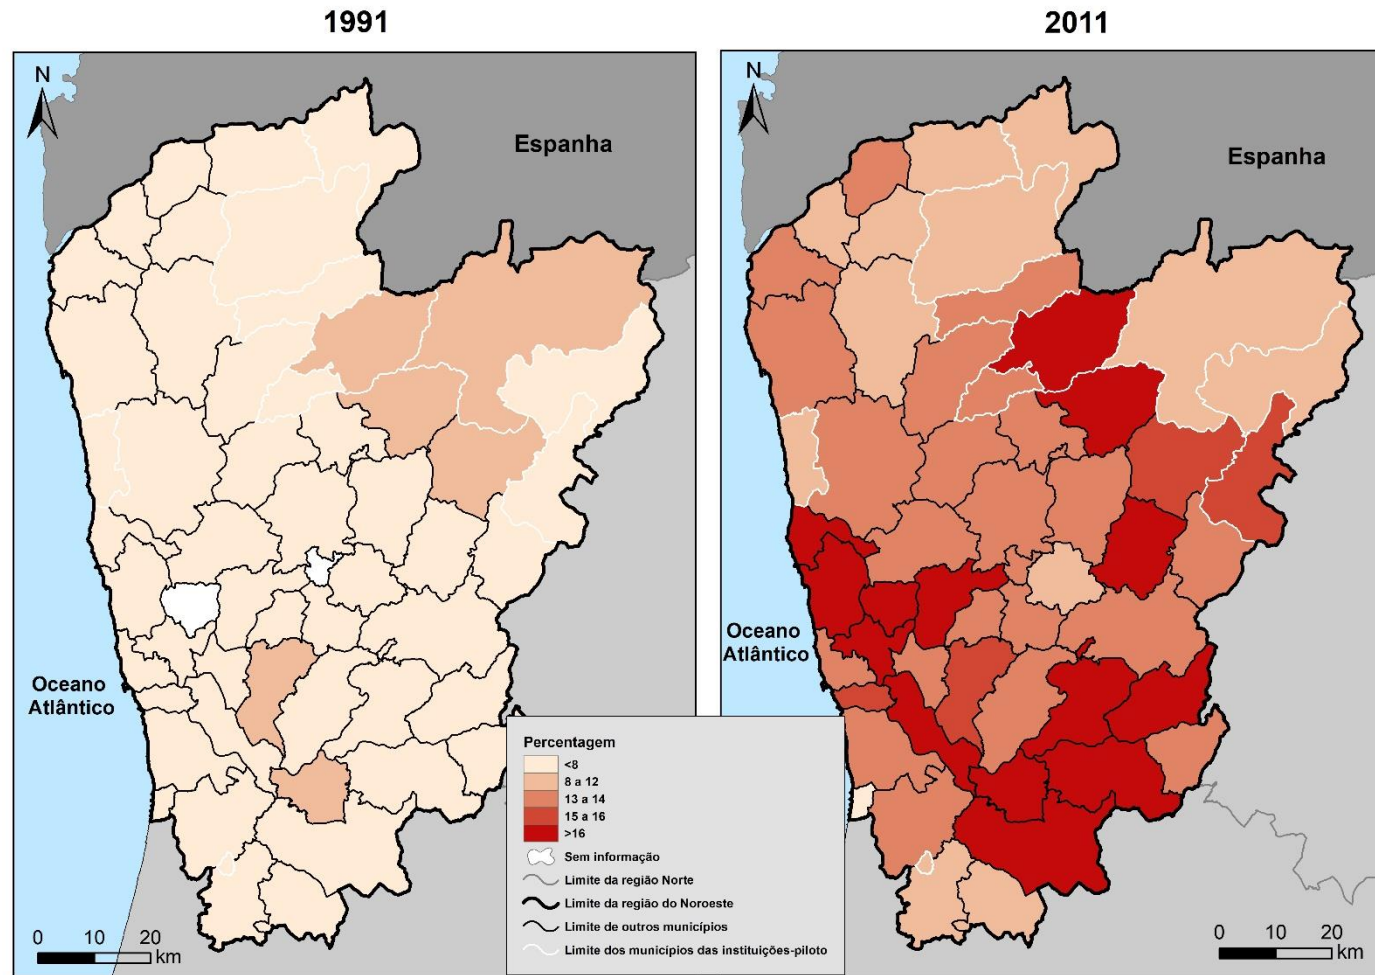 1991
2011
N
Espanha
N
Espanha
Oceano
Atlântico
Oceano
Atlântico
Percentagem
<8
8 a 12
13 a 14
15 a 16
>16
Sem informação
Limite da região Norte
Limite da região do Noroeste
Limite de outros municípios
Limite dos municípios das instituições-piloto
0 10 20
km
0 10 20
km